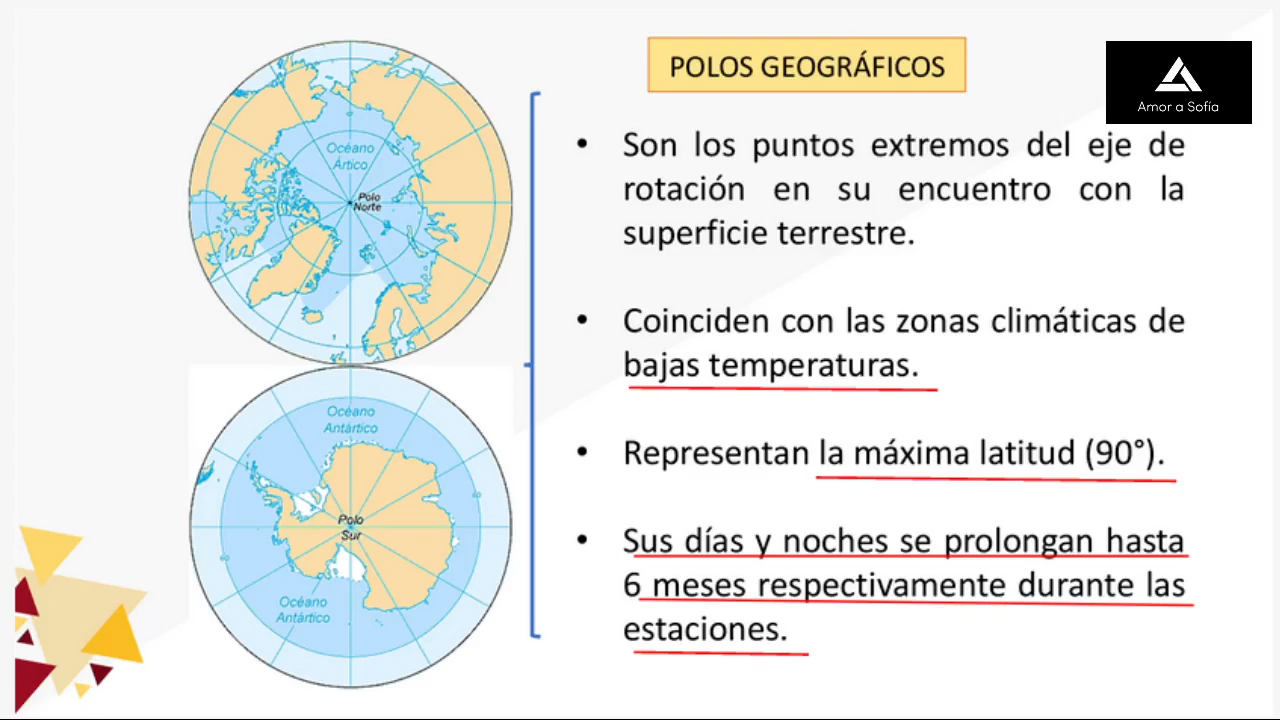 POLOS GEOGRÁFICOS
Amor a Sofía
Océano
Ártico
Polo
Norte
• Son los puntos extremos del eje de
rotación en su encuentro con la
superficie terrestre.
• Coinciden con las zonas climáticas de
bajas temperaturas.
Océano
Antártico
• Representan la máxima latitud (90°).
Polo
Sur
• Sus días y noches se prolongan hasta
6 meses respectivamente durante las
estaciones.
Océano
Antártico